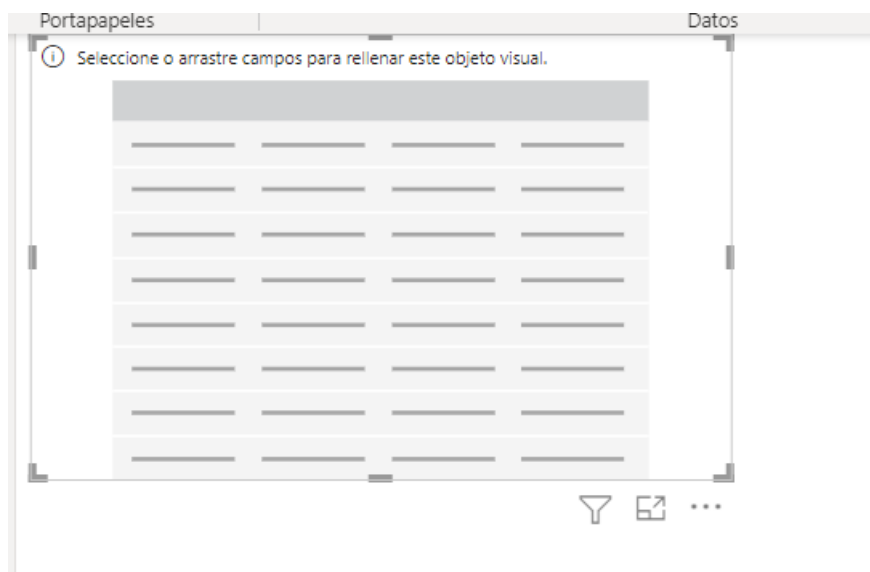 Portapapeles Datos
Seleccione o arrastre campos para rellenar este objeto visual.